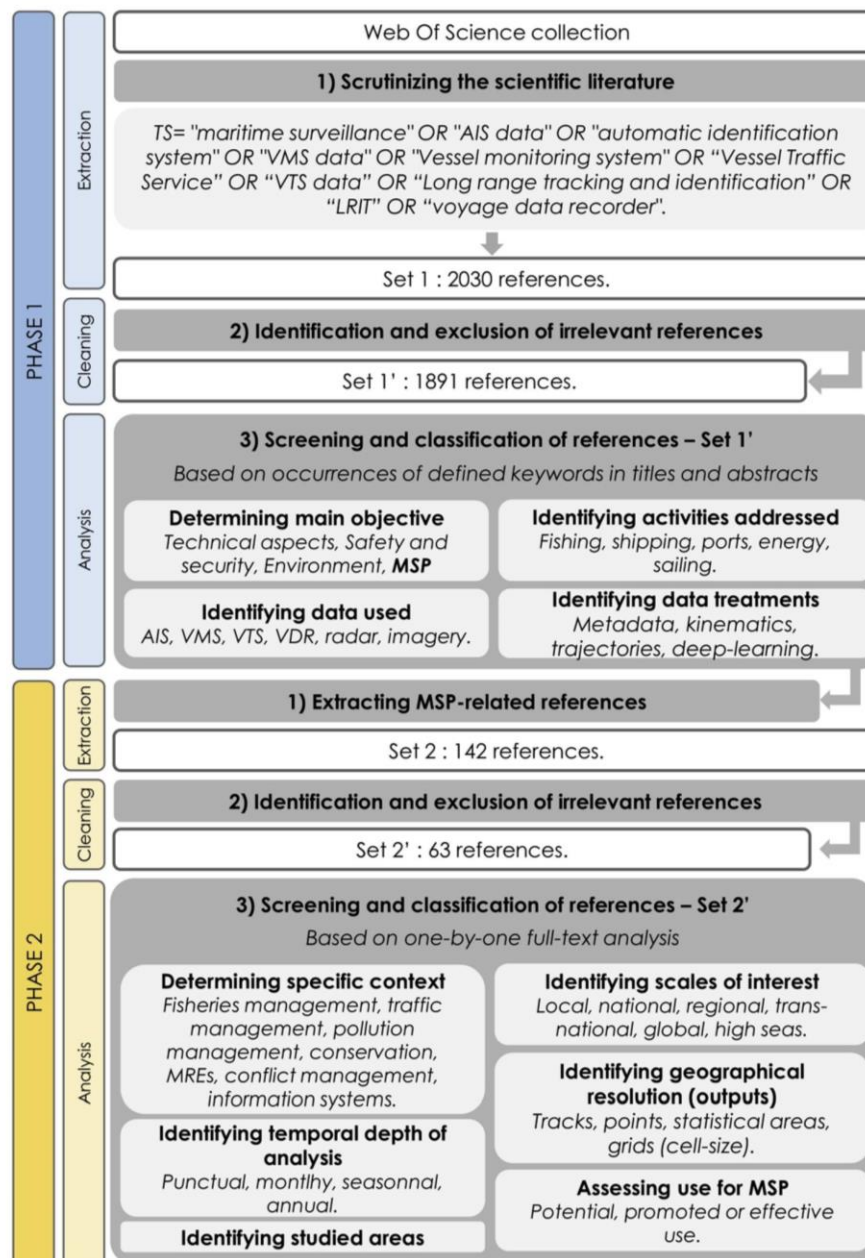 PHASE 1
Extraction
Web Of Science collection
1) Scrutinizing the scientific literature
TS= "maritime surveillance" OR "AIS data" OR "automatic identification
system" OR "VMS data" OR "Vessel monitoring system" OR “Vessel Traffic
Service” OR “VTS data” OR “Long range tracking and identification” OR
“LRIT” OR “voyage data recorder".
Set 1 : 2030 references.
Cleaning
2) Identification and exclusion of irrelevant references
Set 1’ : 1891 references.
Analysis
3) Screening and classification of references – Set 1’
Based on occurrences of defined keywords in titles and abstracts
Determining main objective
Technical aspects, Safety and
security, Environment, MSP
Identifying activities addressed
Fishing, shipping, ports, energy,
sailing.
Identifying data used
AIS, VMS, VTS, VDR, radar, imagery.
Identifying data treatments
Metadata, kinematics,
trajectories, deep-learning.
PHASE 2
Extraction
1) Extracting MSP-related references
Set 2 : 142 references.
Cleaning
2) Identification and exclusion of irrelevant references
Set 2’ : 63 references.
Analysis
3) Screening and classification of references – Set 2’
Based on one-by-one full-text analysis
Determining specific context
Fisheries management, traffic
management, pollution
management, conservation,
MREs, conflict management,
information systems.
Identifying temporal depth of
analysis
Punctual, montlhy, seasonnal,
annual.
Identifying studied areas
Identifying scales of interest
Local, national, regional, trans-
national, global, high seas.
Identifying geographical
resolution (outputs)
Tracks, points, statistical areas,
grids (cell-size).
Assessing use for MSP
Potential, promoted or effective
use.